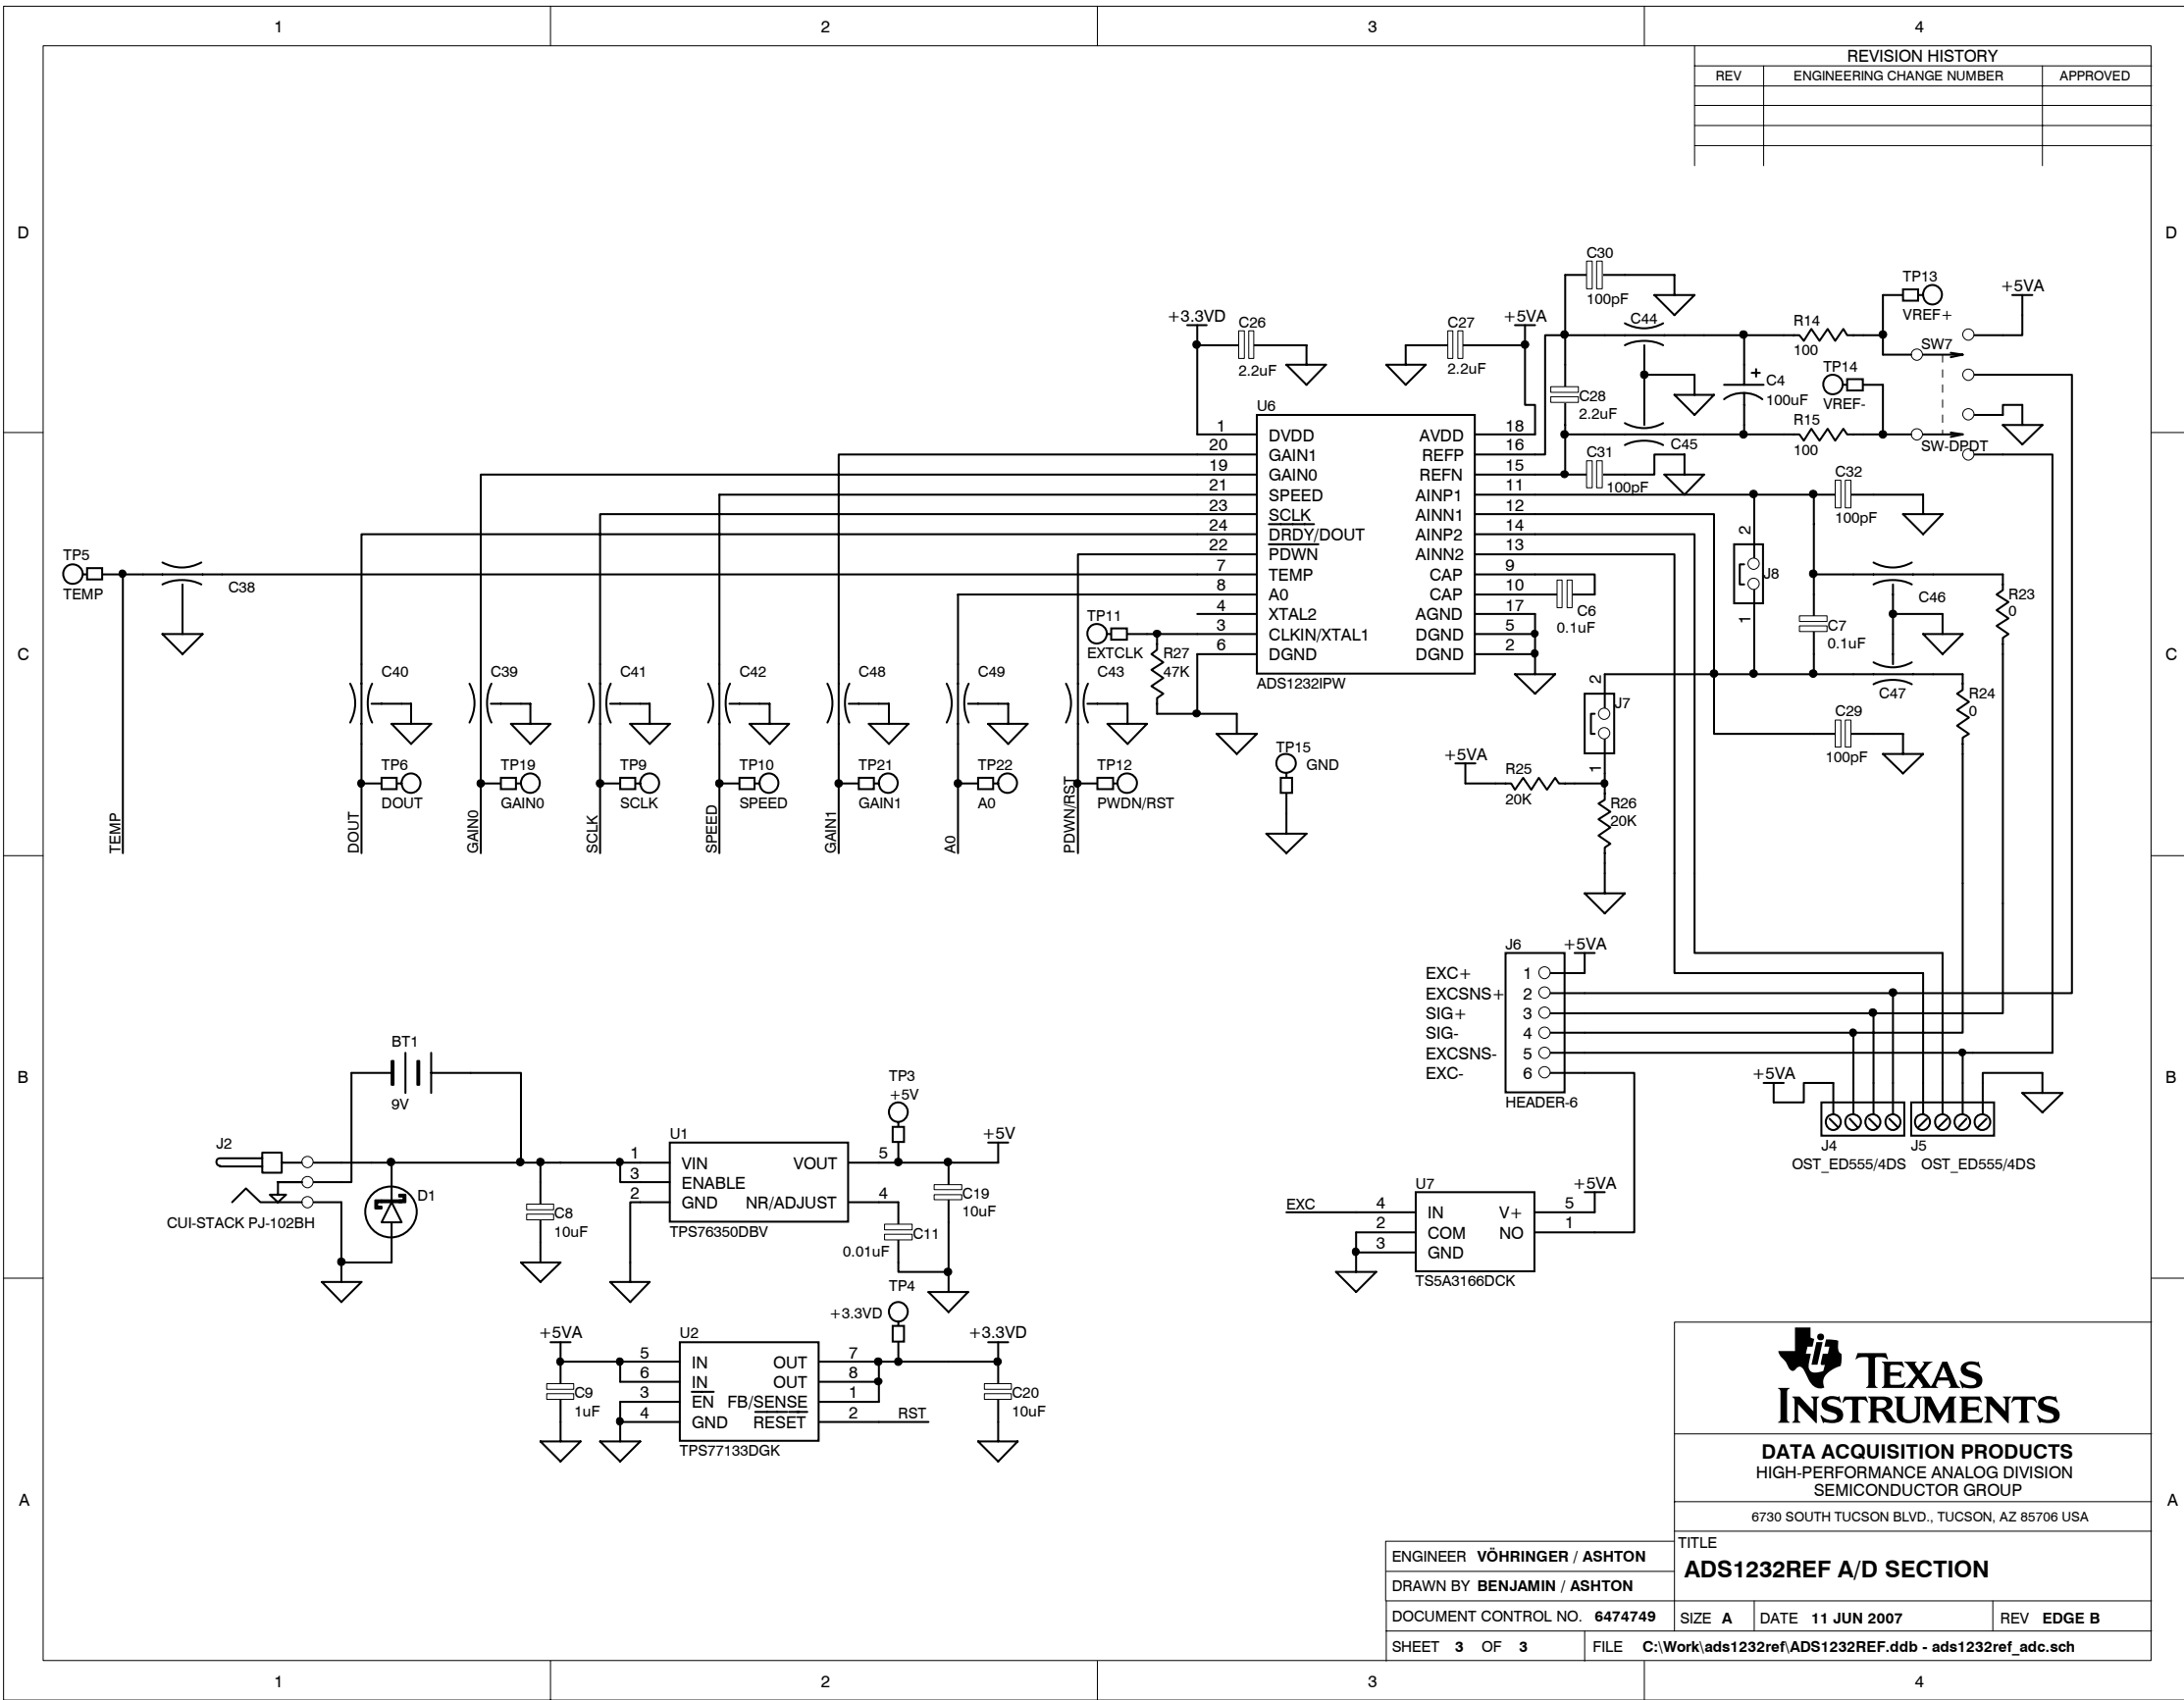 1 2 3 4
REVISION HISTORY
REV ENGINEERING CHANGE NUMBER APPROVED
D D
C30
100pF
TP13
VREF+
+5VA
+3.3VD
C26
2.2uF
C27
2.2uF
+5VA
C44
R14
100
SW7
TP14
VREF-
C4
100uF
+
C28
2.2uF
R15
100
SW-DPDT
C45
C31
100pF
C32
100pF
U6
1 DVDD AVDD 18
20 GAIN1 REFP 16
19 GAIN0 REFN 15
21 SPEED AINP1 11
23 SCLK AINN1 12
24 DRDY/DOUT AINP2 14
22 PDWN AINN2 13
7 TEMP CAP 9
8 A0 CAP 10
4 XTAL2 AGND 17
3 CLKIN/XTAL1 DGND 5
6 DGND DGND 2
ADS1232IPW
TP5
TEMP
C38
TP11
EXTCLK
R27
47K
C6
0.1uF
2
J8
1
C7
0.1uF
C46
R23
0
C47
R24
0
C C
C40 C39 C41 C42 C48 C49 C43
2
J7
1
C29
100pF
TP6
DOUT
TP19
GAIN0
TP9
SCLK
TP10
SPEED
TP21
GAIN1
TP22
A0
TP12
PWDN/RST
TP15
GND
+5VA
R25
20K
R26
20K
TEMP
DOUT
GAIN0
SCLK
SPEED
GAIN1
A0
PDWN/RST
J6
+5VA
EXC+ 1
EXCSNS+ 2
SIG+ 3
SIG- 4
EXCSNS- 5
EXC- 6
HEADER-6
+5VA
J4
OST_ED555/4DS
J5
OST_ED555/4DS
B B
BT1
9V
J2
CUI-STACK PJ-102BH
D1
C8
10uF
TP3
+5V
U1
1 VIN VOUT 5
3 ENABLE
2 GND NR/ADJUST 4
TPS76350DBV
+5V
C19
10uF
C11
0.01uF
EXC
U7
4 IN V+ 5
2 COM NO 1
3 GND
TS5A3166DCK
+5VA
TP4
+3.3VD
+5VA
C9
1uF
U2
5 IN OUT 7
6 IN OUT 8
3 EN FB/SENSE 1
4 GND RESET 2
TPS77133DGK
RST
+3.3VD
C20
10uF
A A
TEXAS
INSTRUMENTS
DATA ACQUISITION PRODUCTS
HIGH-PERFORMANCE ANALOG DIVISION
SEMICONDUCTOR GROUP
6730 SOUTH TUCSON BLVD., TUCSON, AZ 85706 USA
TITLE
ADS1232REF A/D SECTION
ENGINEER VÖHRINGER / ASHTON
DRAWN BY BENJAMIN / ASHTON
DOCUMENT CONTROL NO. 6474749 SIZE A DATE 11 JUN 2007 REV EDGE B
SHEET 3 OF 3 FILE C:\Work\ads1232ref\ADS1232REF.ddb - ads1232ref_adc.sch
1 2 3 4